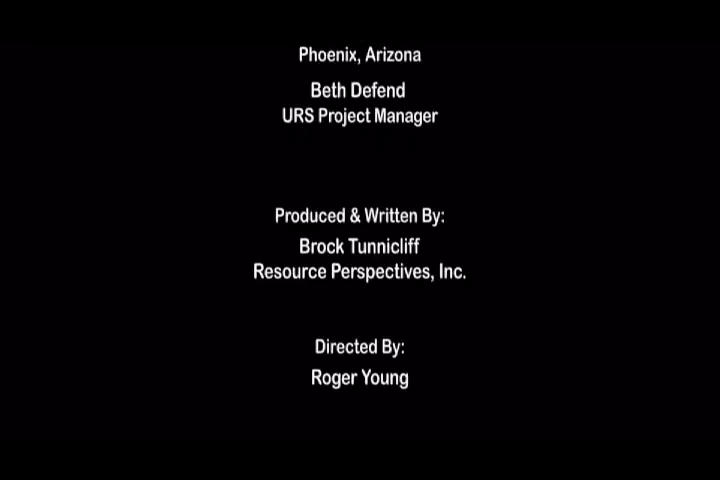 Phoenix, Arizona
Beth Defend
URS Project Manager
Produced & Written By:
Brock Tunnicliff
Resource Perspectives, Inc.
Directed By:
Roger Young